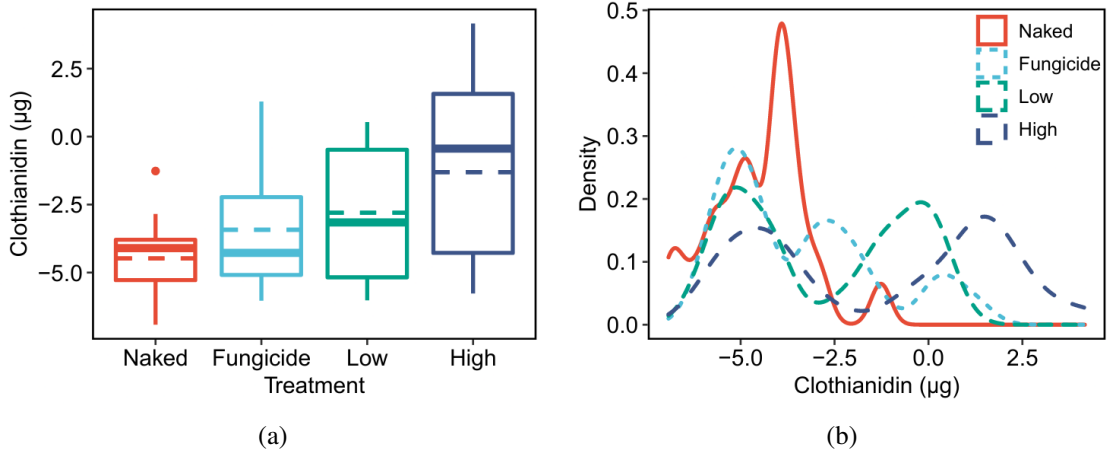 2.5
0.0
−2.5
−5.0
Clothianidin (µg)
Naked Fungicide Low High
Treatment
(a)
0.5
0.4
0.3
0.2
0.1
0.0
Density
−5.0 −2.5 0.0 2.5
Clothianidin (µg)
Naked
Fungicide
Low
High
(b)